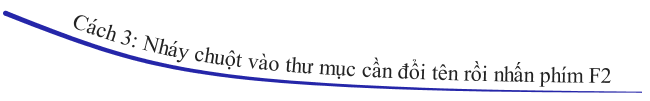 Cách 3: Nháy chuột vào thư mục cần đổi tên rồi nhấn phím F2